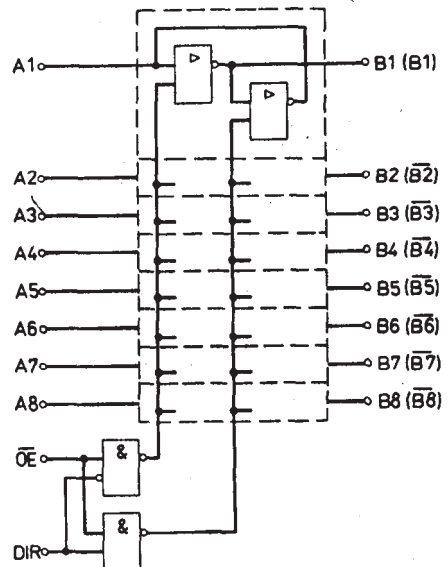 A1 ▷ B1 (B1)
▷
A2 B2 (B̅2̅)
A3 B3 (B̅3̅)
A4 B4 (B̅4̅)
A5 B5 (B̅5̅)
A6 B6 (B̅6̅)
A7 B7 (B̅7̅)
A8 B8 (B̅8̅)
O̅E̅ &
DIR &